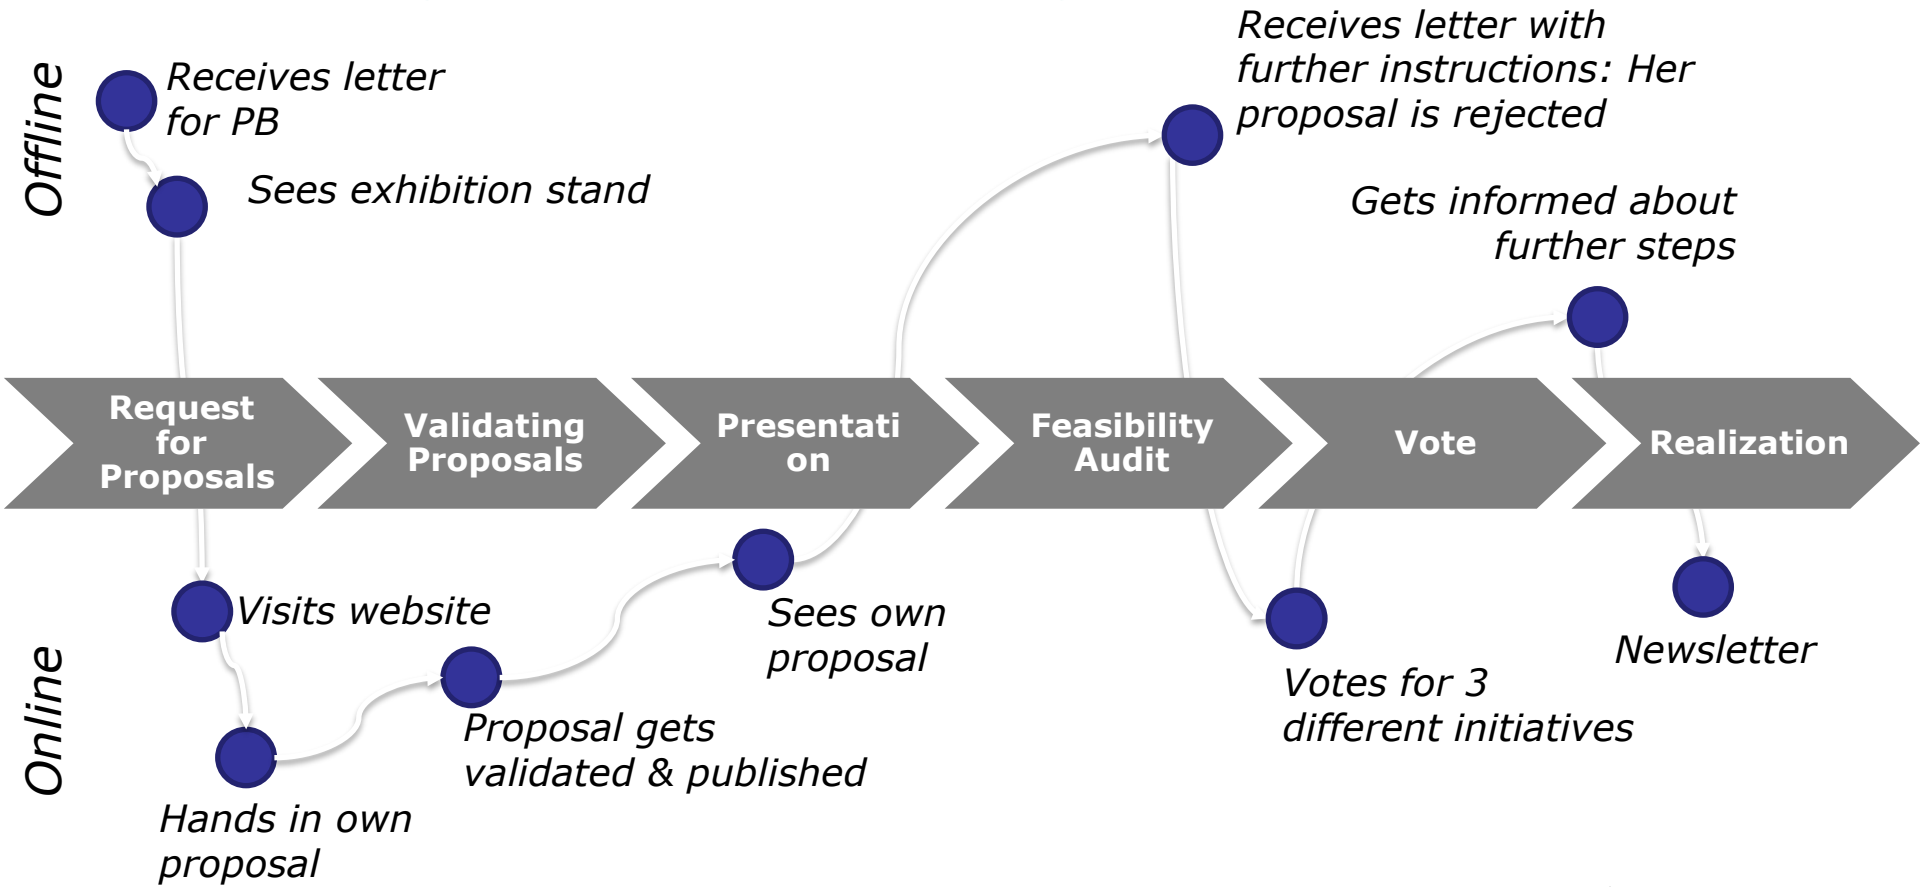 Offline
Receives letter
for PB
Sees exhibition stand
Receives letter with
further instructions: Her
proposal is rejected
Gets informed about
further steps
Request
for
Proposals
Validating
Proposals
Presentati
on
Feasibility
Audit
Vote
Realization
Online
Visits website
Hands in own
proposal
Proposal gets
validated & published
Sees own
proposal
Votes for 3
different initiatives
Newsletter